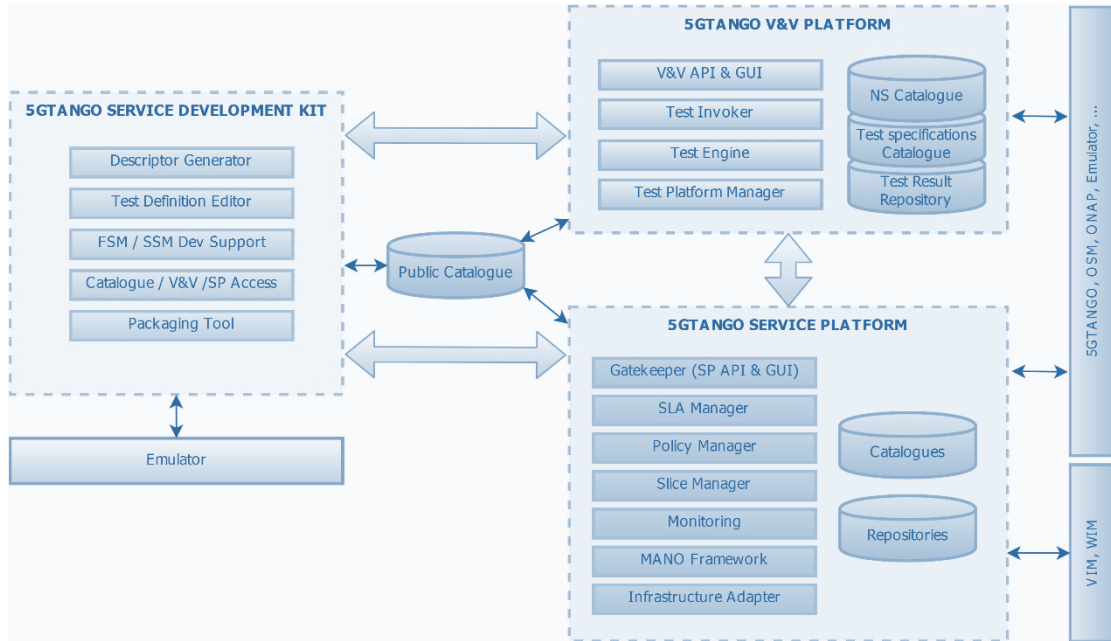 5GTANGO SERVICE DEVELOPMENT KIT
Descriptor Generator
Test Definition Editor
FSM / SSM Dev Support
Catalogue / V&V /SP Access
Packaging Tool
Emulator
Public Catalogue
5GTANGO V&V PLATFORM
V&V API & GUI
Test Invoker
Test Engine
Test Platform Manager
NS Catalogue
Test specifications
Catalogue
Test Result
Repository
5GTANGO SERVICE PLATFORM
Gatekeeper (SP API & GUI)
SLA Manager
Policy Manager
Slice Manager
Monitoring
MANO Framework
Infrastructure Adapter
Catalogues
Repositories
5GTANGO, OSM, ONAP, Emulator, ...
VIM, WIM